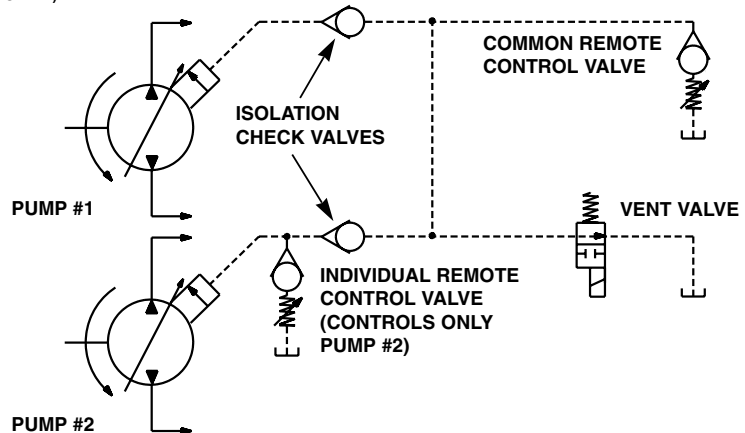 COMMON REMOTE
CONTROL VALVE
ISOLATION
CHECK VALVES
PUMP #1
VENT VALVE
INDIVIDUAL REMOTE
CONTROL VALVE
(CONTROLS ONLY
PUMP #2)
PUMP #2